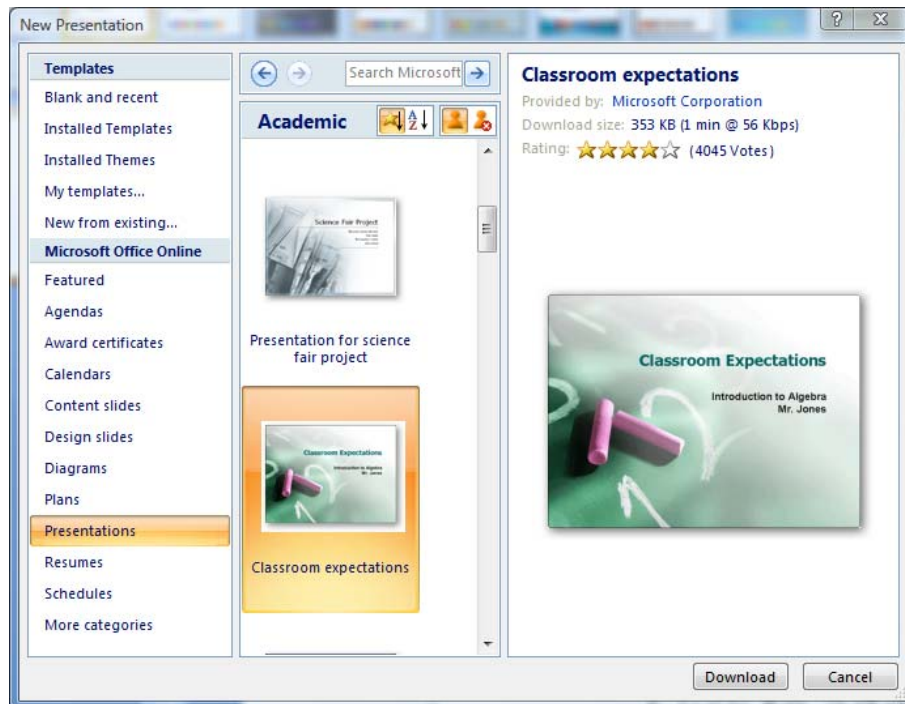 New Presentation
?
Templates
Blank and recent
Installed Templates
Installed Themes
My templates...
New from existing...
Microsoft Office Online
Featured
Agendas
Award certificates
Calendars
Content slides
Design slides
Diagrams
Plans
Presentations
Resumes
Schedules
More categories
Search Microsoft
Academic
A
Z
Science Fair Project
Presentation for science
fair project
Classroom Expectations
Introduction to Algebra
Mr. Jones
Classroom expectations
Classroom expectations
Provided by: Microsoft Corporation
Download size: 353 KB (1 min @ 56 Kbps)
Rating: (4045 Votes)
Classroom Expectations
Introduction to Algebra
Mr. Jones
Download
Cancel